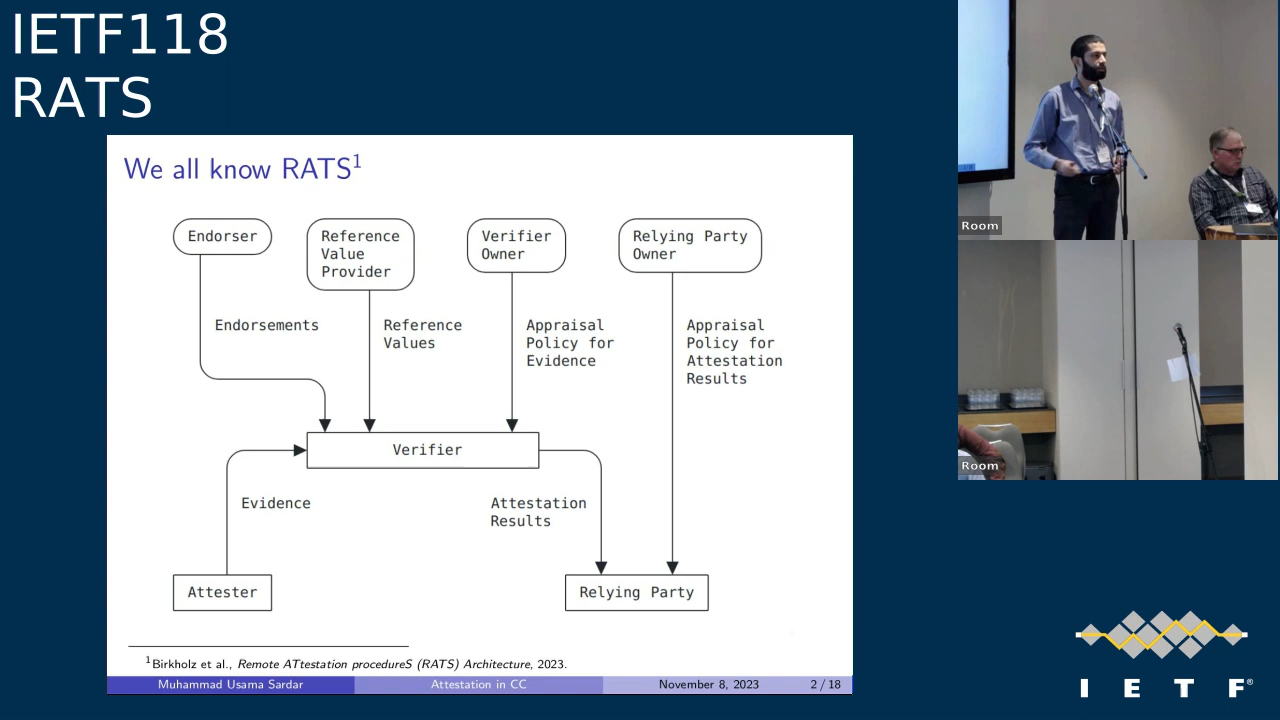 IETF118
RATS
We all know RATS1
Endorser
Reference
Value
Provider
Verifier
Owner
Relying Party
Owner
Endorsements
Reference
Values
Appraisal
Policy for
Evidence
Appraisal
Policy for
Attestation
Results
Verifier
Evidence
Attestation
Results
Attester
Relying Party
1Birkholz et al., Remote ATtestation procedureS (RATS) Architecture, 2023.
Muhammad Usama Sardar
Attestation in CC
November 8, 2023
2 / 18
Room
Room
I E T F®